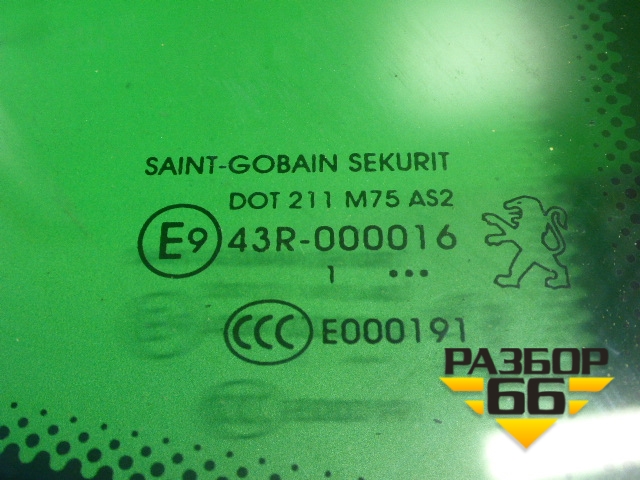 SAINT-GOBAIN SEKURIT
DOT 211 M75 AS2
E9 43R-000016
1 •••
CCC E000191
РАЗБОР
66